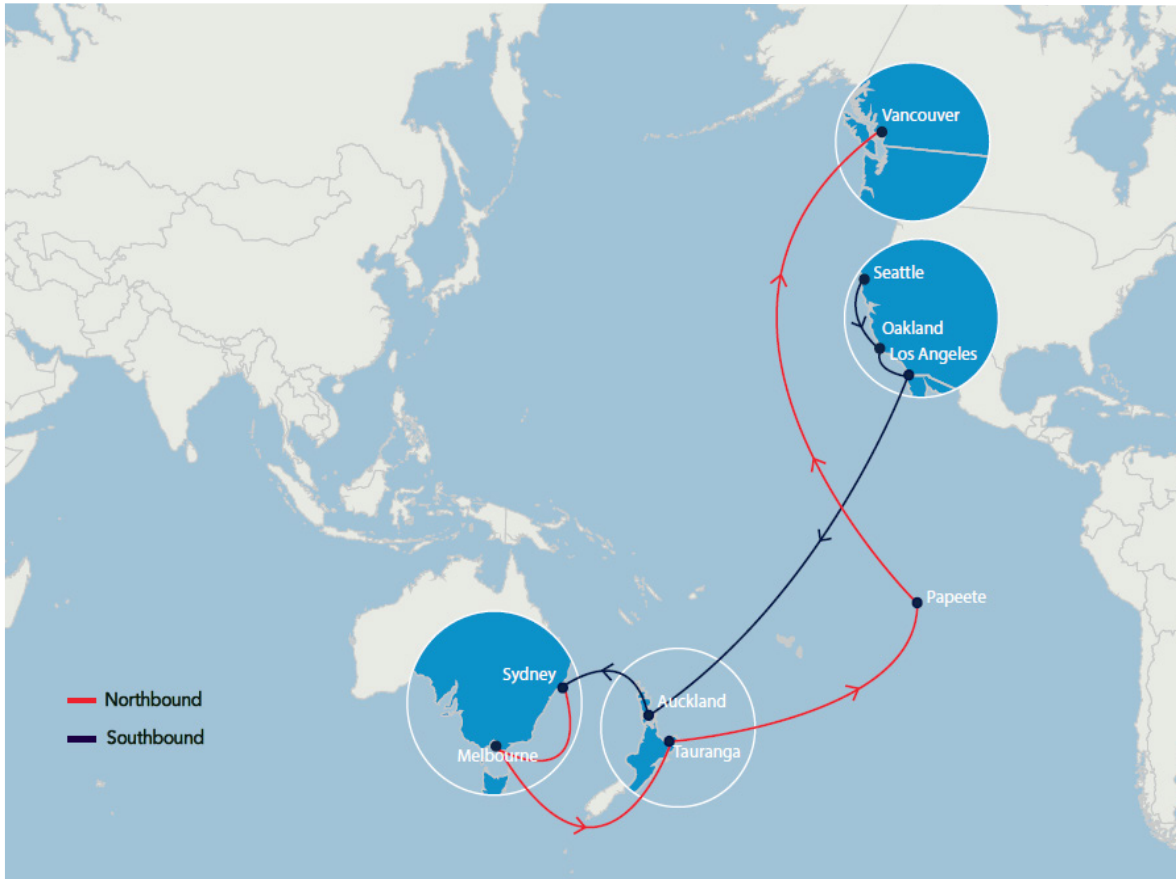 Vancouver
Seattle
Oakland
Los Angeles
Papeete
Sydney
Auckland
Melbourne
Tauranga
Northbound
Southbound